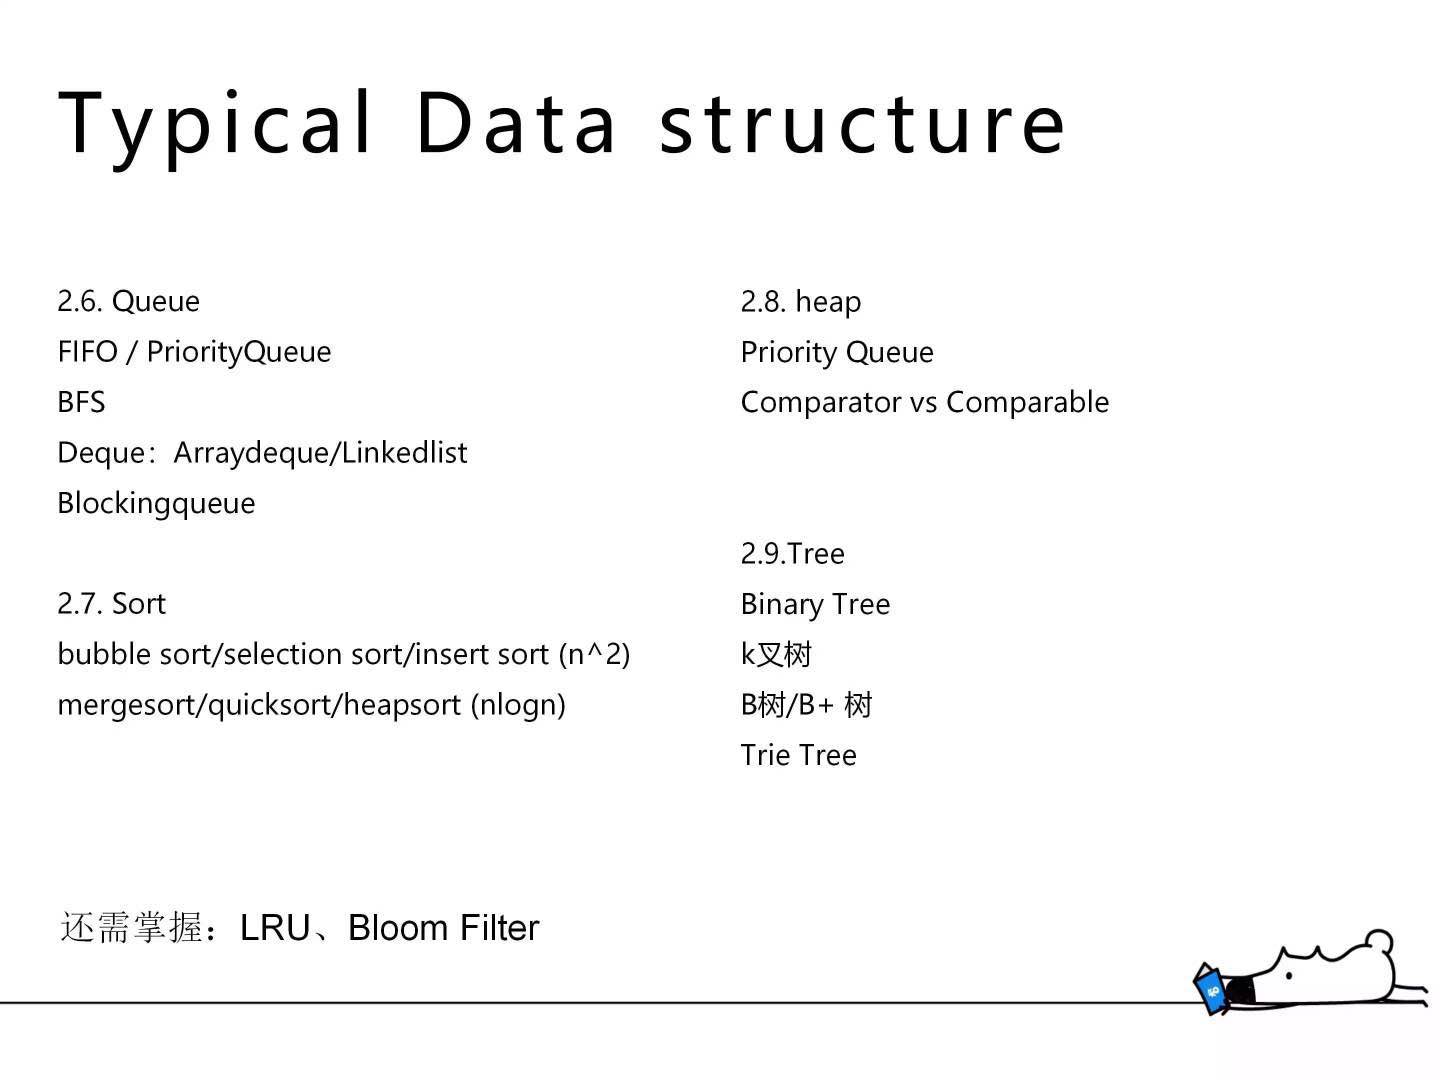 Typical Data structure
2.6. Queue
FIFO / PriorityQueue
BFS
Deque：Arraydeque/Linkedlist
Blockingqueue
2.7. Sort
bubble sort/selection sort/insert sort (n^2)
mergesort/quicksort/heapsort (nlogn)
2.8. heap
Priority Queue
Comparator vs Comparable
2.9.Tree
Binary Tree
k叉树
B树/B+ 树
Trie Tree
还需掌握：LRU、Bloom Filter